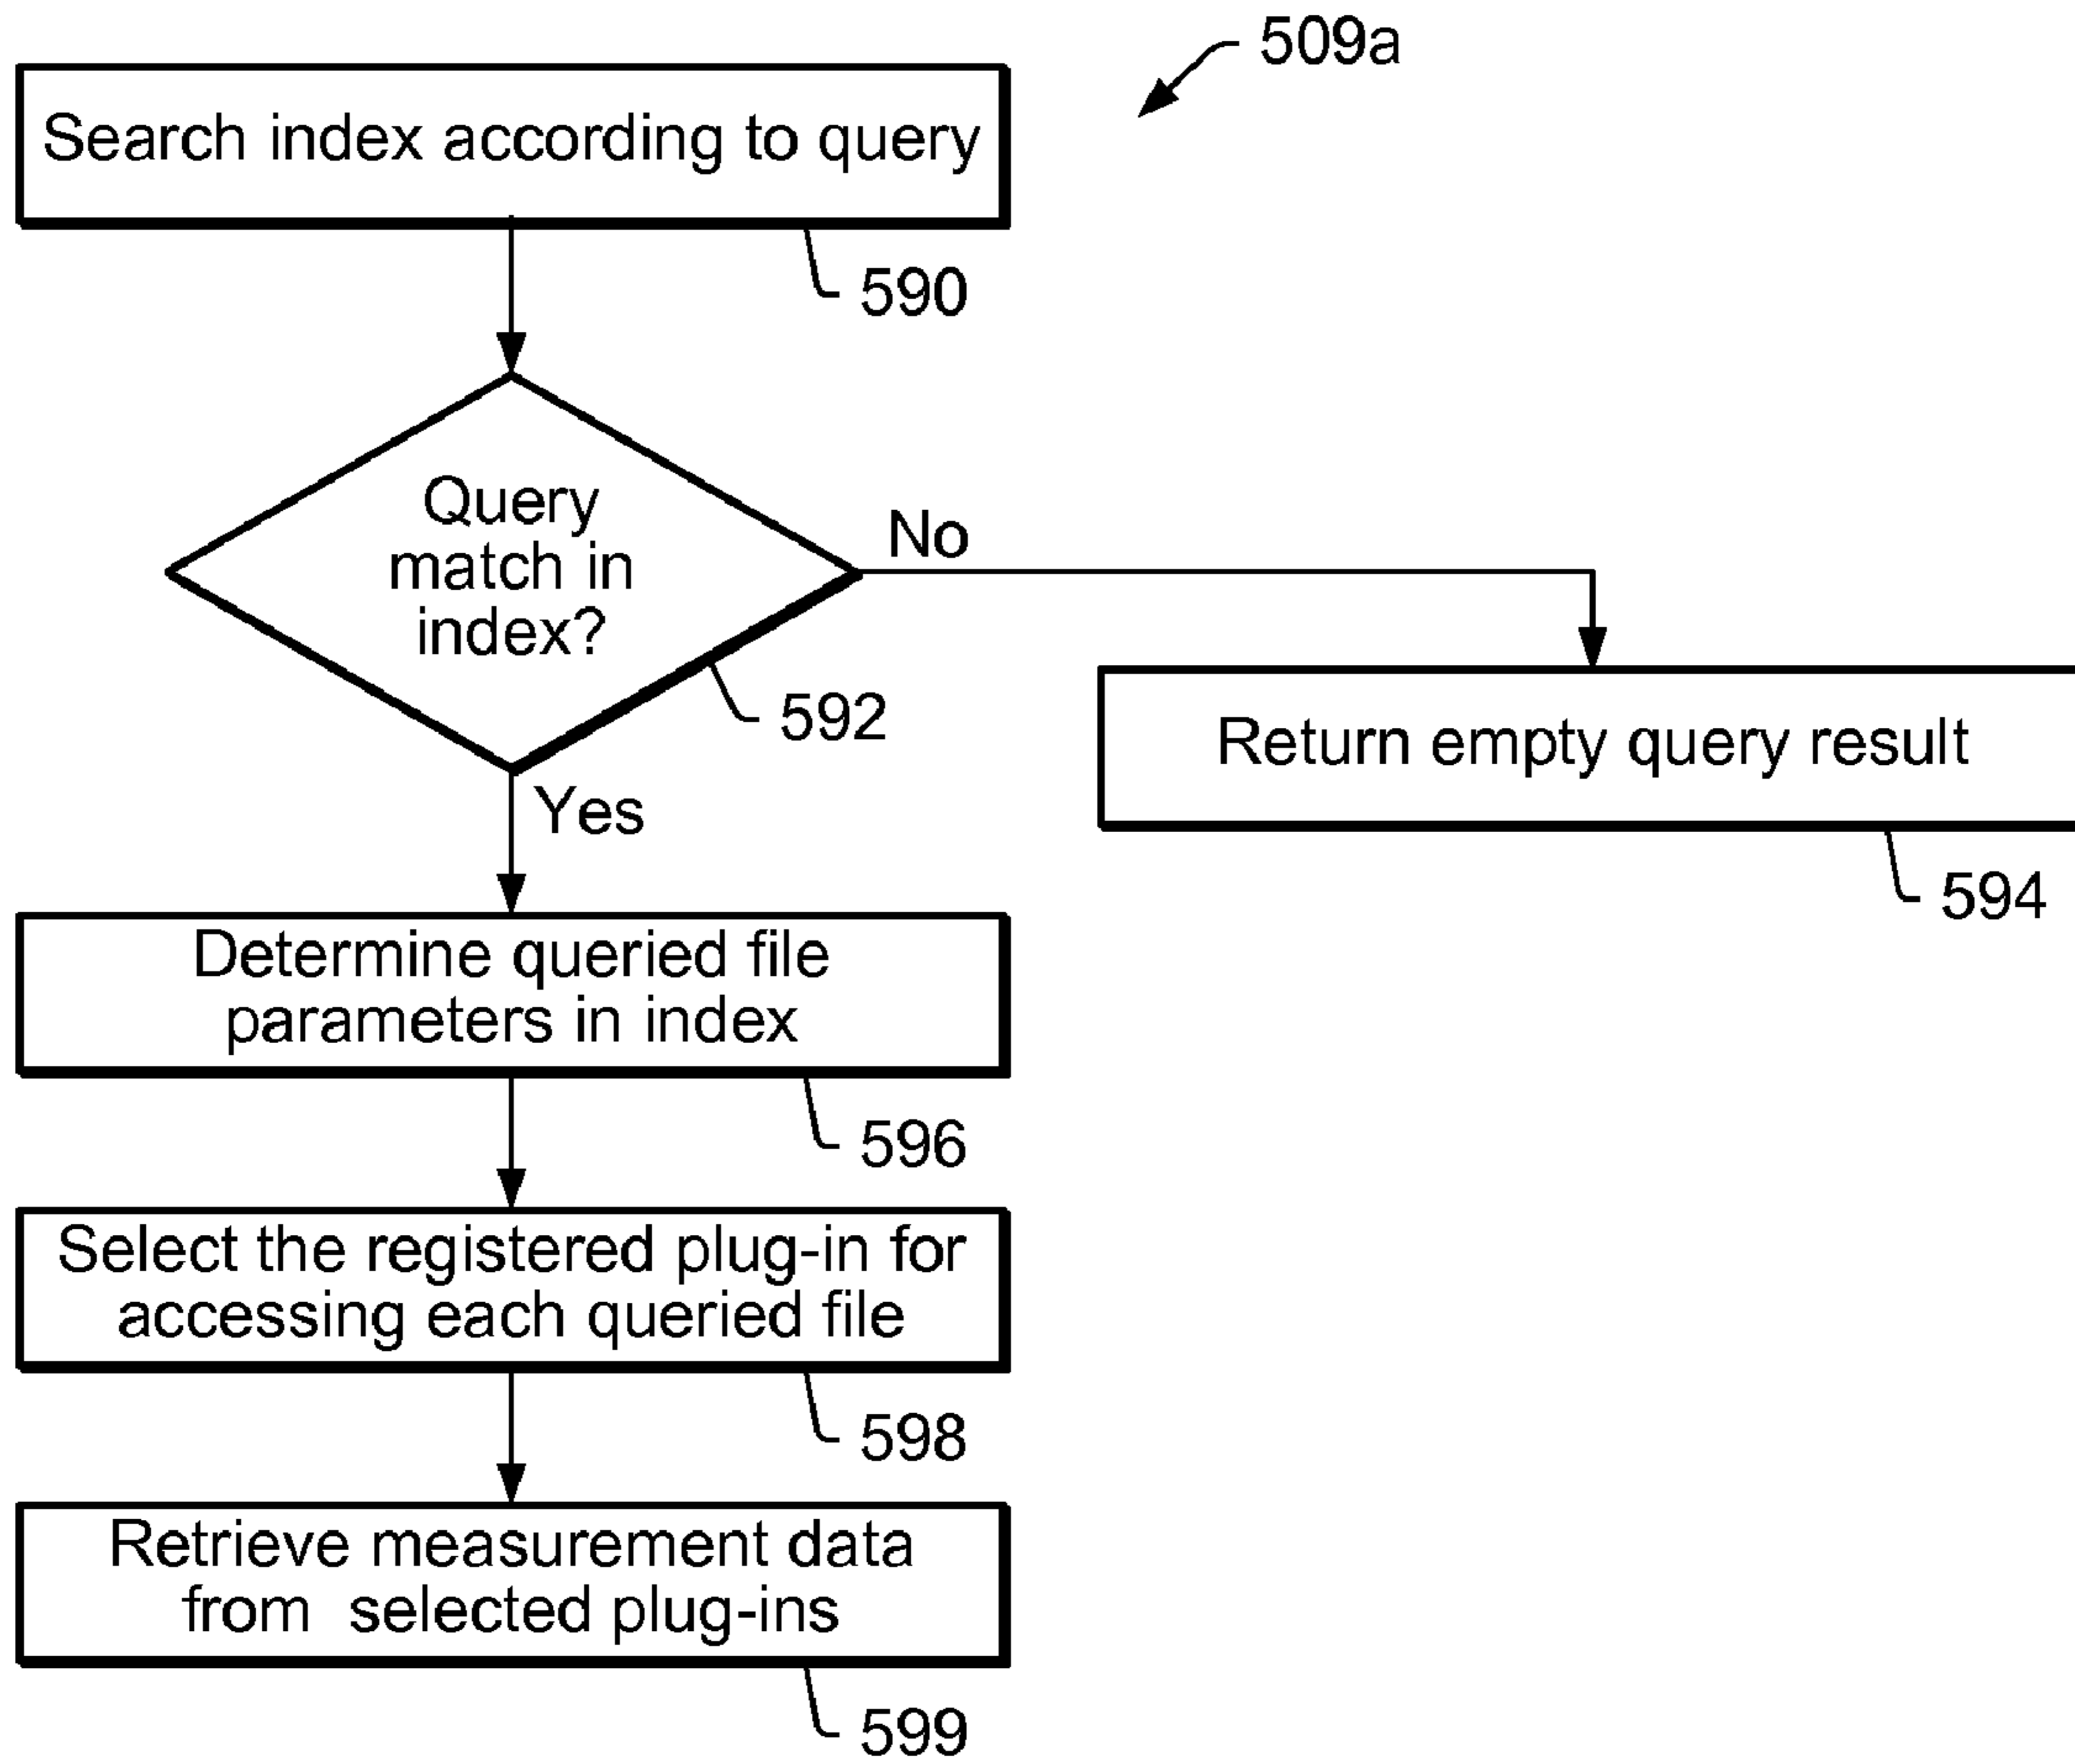 509a
Search index according to query
590
Query
match in
index?
No
592
Return empty query result
594
Yes
Determine queried file
parameters in index
596
Select the registered plug-in for
accessing each queried file
598
Retrieve measurement data
from selected plug-ins
599